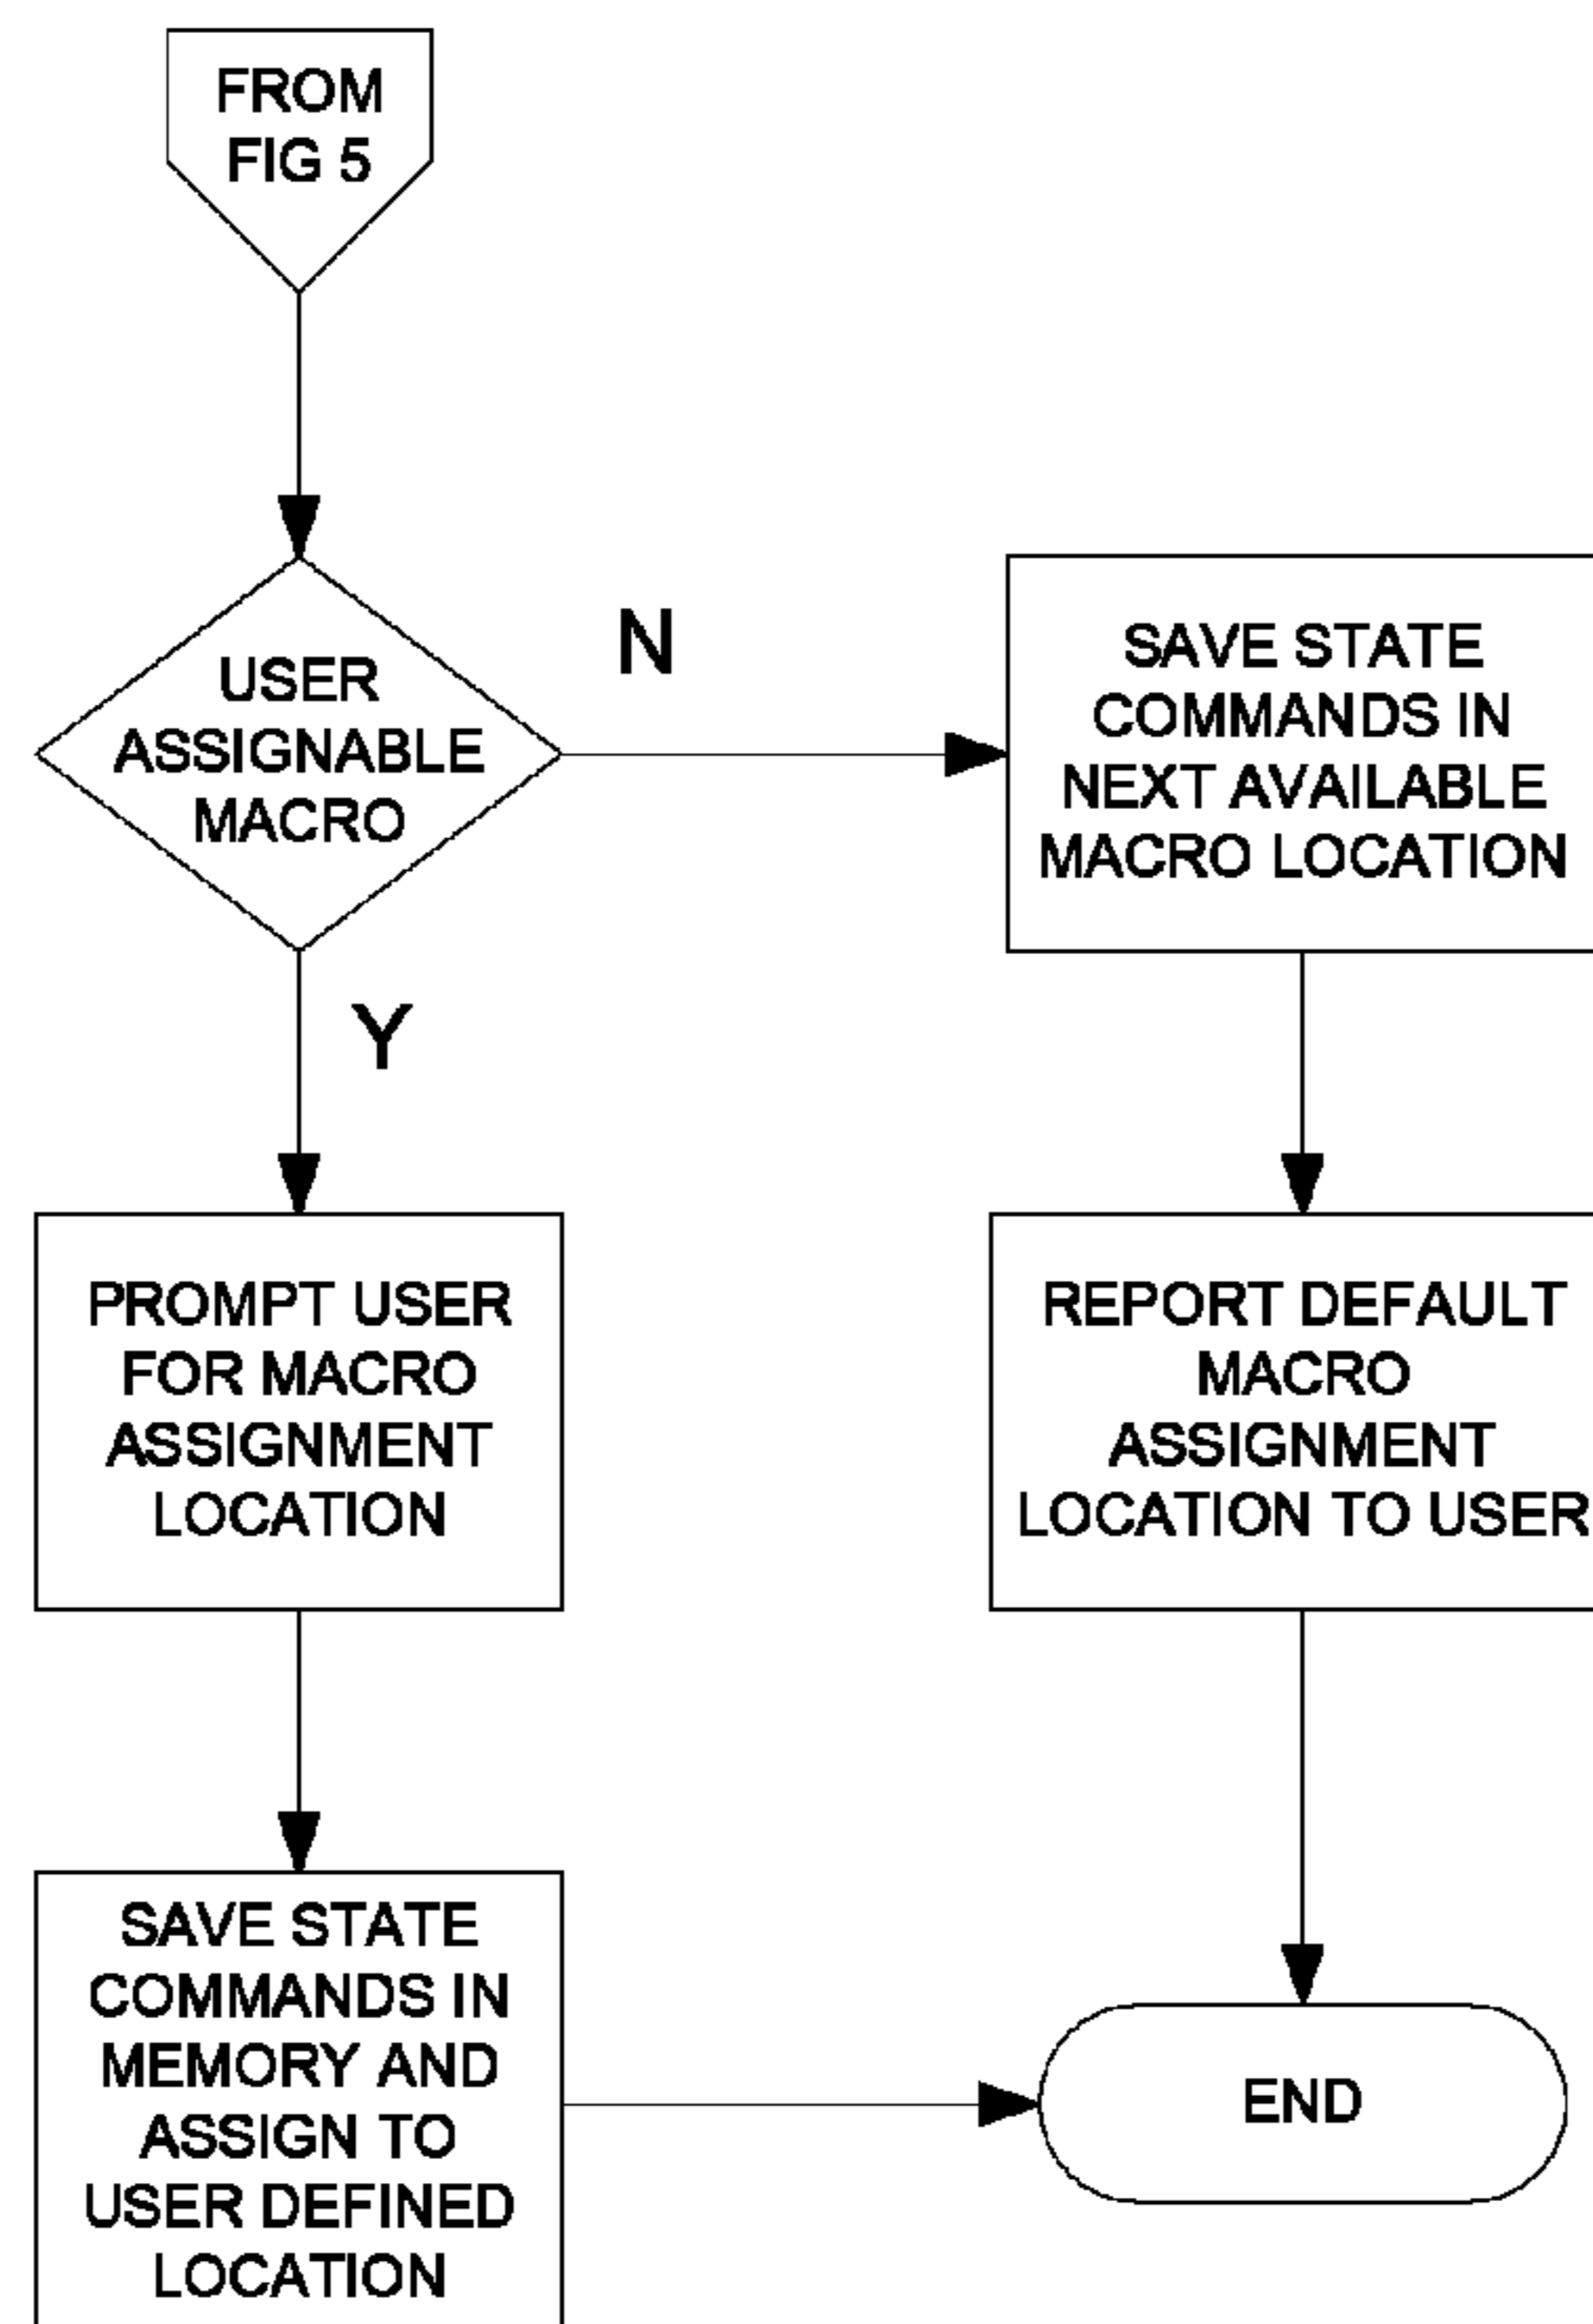 FROM
FIG 5
USER
ASSIGNABLE
MACRO
N
SAVE STATE
COMMANDS IN
NEXT AVAILABLE
MACRO LOCATION
Y
PROMPT USER
FOR MACRO
ASSIGNMENT
LOCATION
REPORT DEFAULT
MACRO
ASSIGNMENT
LOCATION TO USER
SAVE STATE
COMMANDS IN
MEMORY AND
ASSIGN TO
USER DEFINED
LOCATION
END